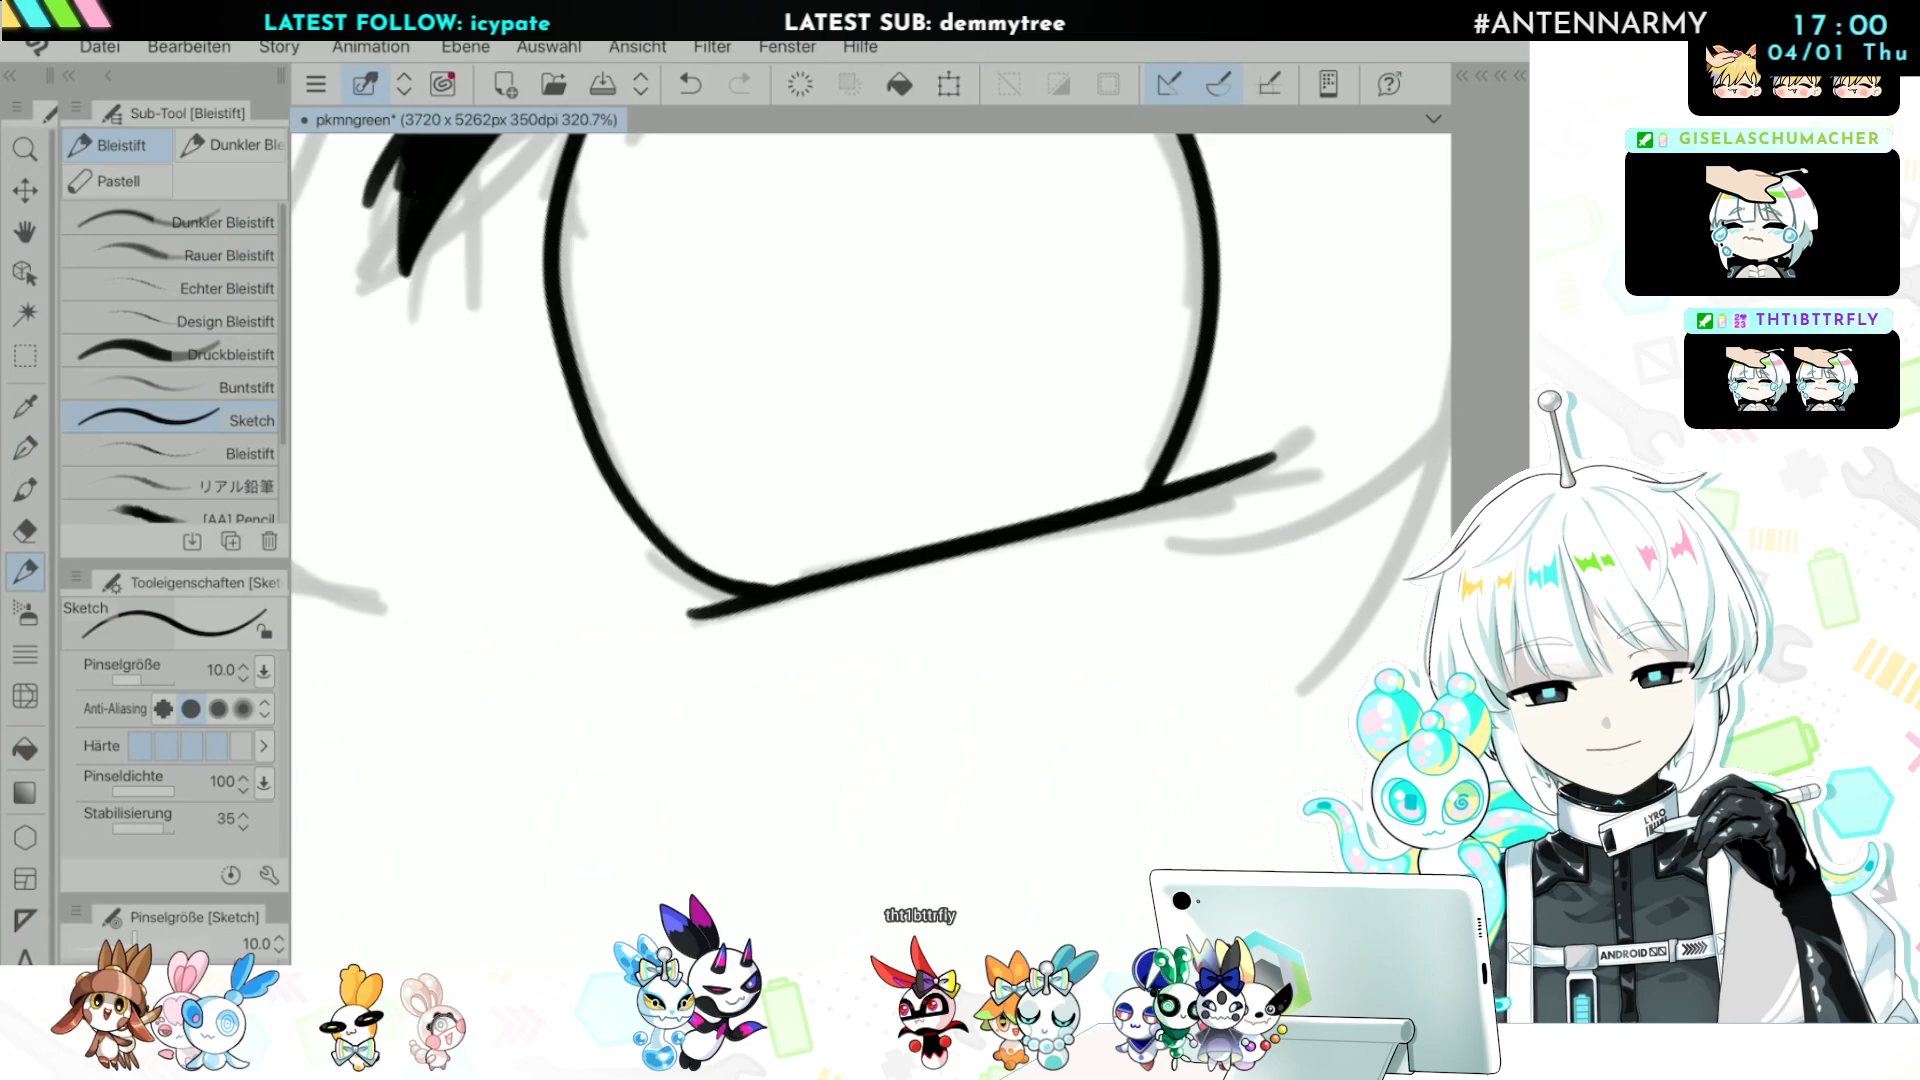 LATEST FOLLOW: icypate
LATEST SUB: demmytree
#ANTENNARMY
17:00
04/01 Thu
Datei Bearbeiten Story Animation Ebene Auswahl Ansicht Filter Fenster Hilfe
Sub-Tool [Bleistift]
pkmngreen* (3720 x 5262px 350dpi 320.7%)
Bleistift
Dunkler Ble
Pastell
Dunkler Bleistift
Rauer Bleistift
Echter Bleistift
Design Bleistift
Druckbleistift
Buntstift
Sketch
Bleistift
リアル鉛筆
[AA] Pencil
Tooleigenschaften [Sket
Sketch
Pinselgröße 10.0
Anti-Aliasing
Härte
Pinseldichte 100
Stabilisierung 35
Pinselgröße [Sketch]
10.0
GISELASCHUMACHER
THT1BTTRFLY
tht1bttrfly
LYRO
ANDROID